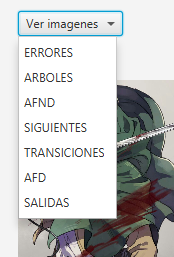 Ver imagenes
ERRORES
ARBOLES
AFND
SIGUIENTES
TRANSICIONES
AFD
SALIDAS